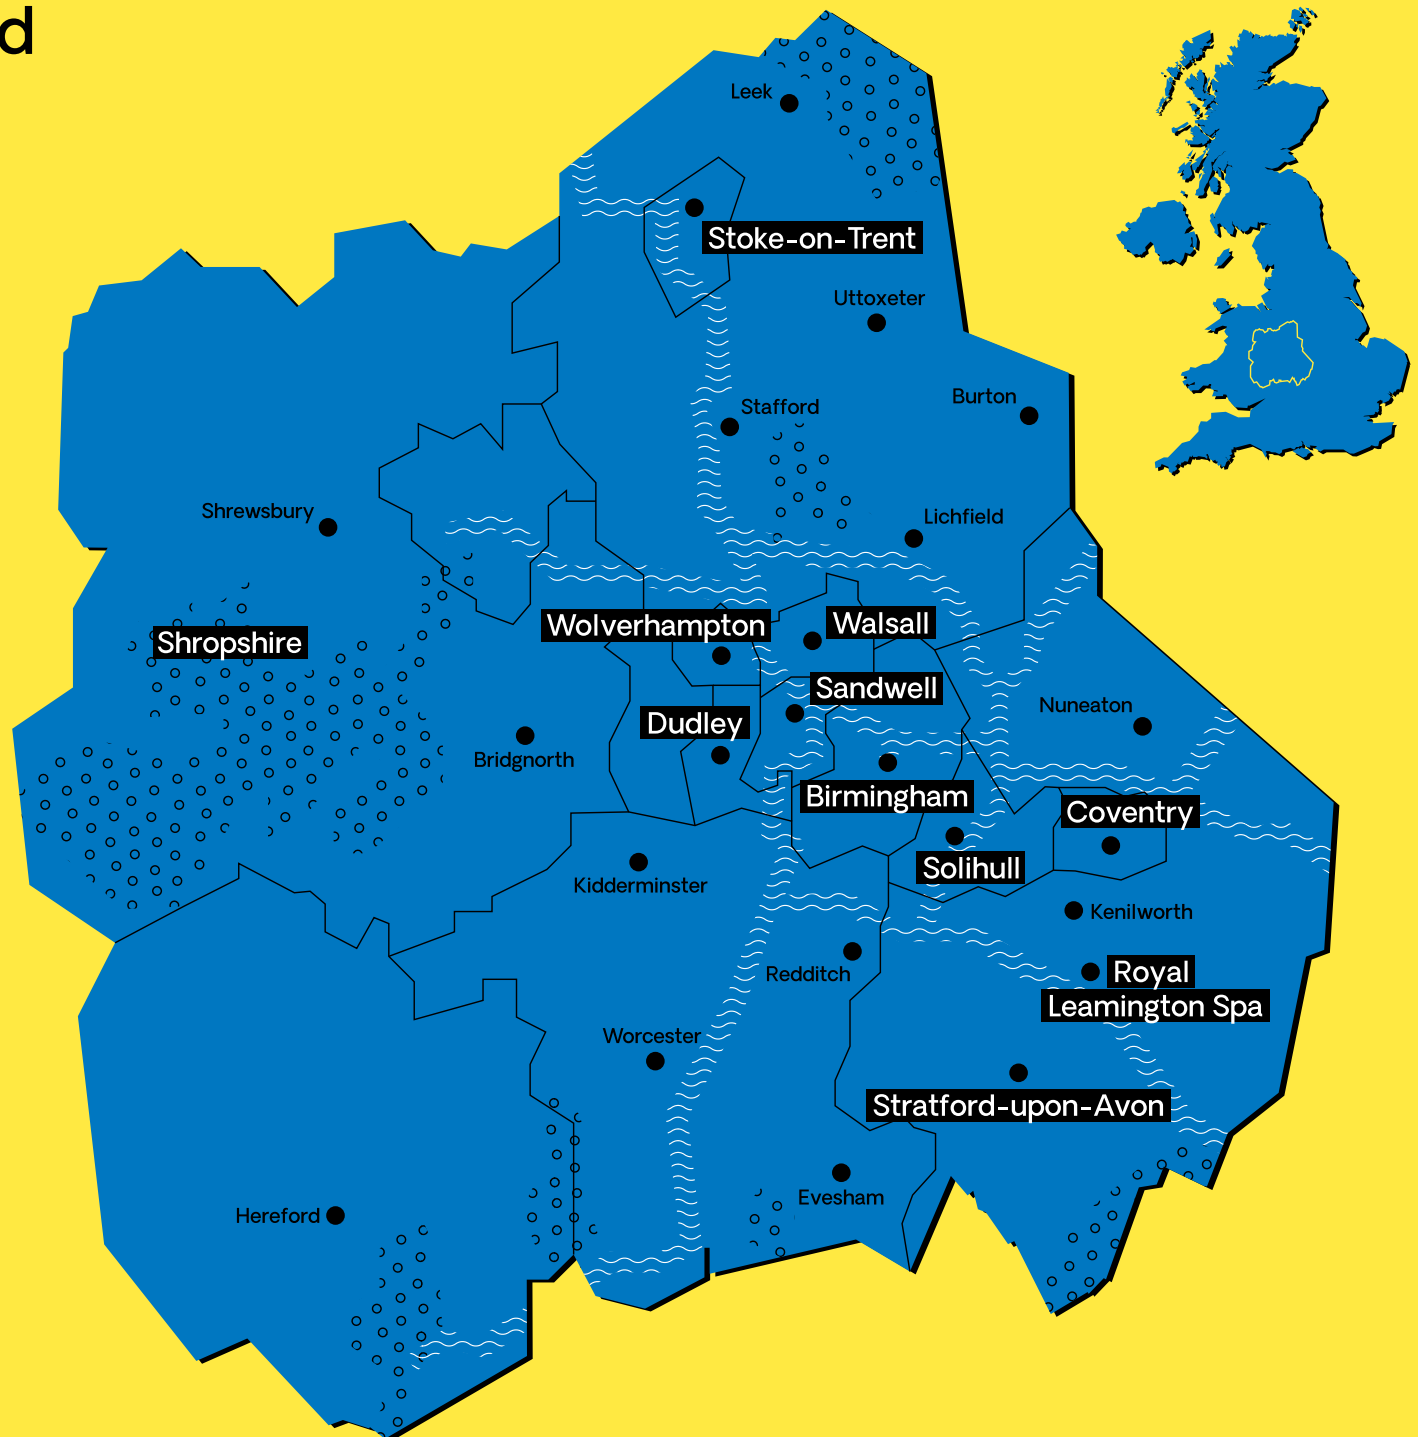 d
Leek
Stoke-on-Trent
Uttoxeter
Burton
Stafford
Shrewsbury
Lichfield
Wolverhampton
Walsall
Shropshire
Sandwell
Nuneaton
Dudley
Bridgnorth
Birmingham
Coventry
Solihull
Kidderminster
Kenilworth
Redditch
Royal
Leamington Spa
Worcester
Stratford-upon-Avon
Evesham
Hereford